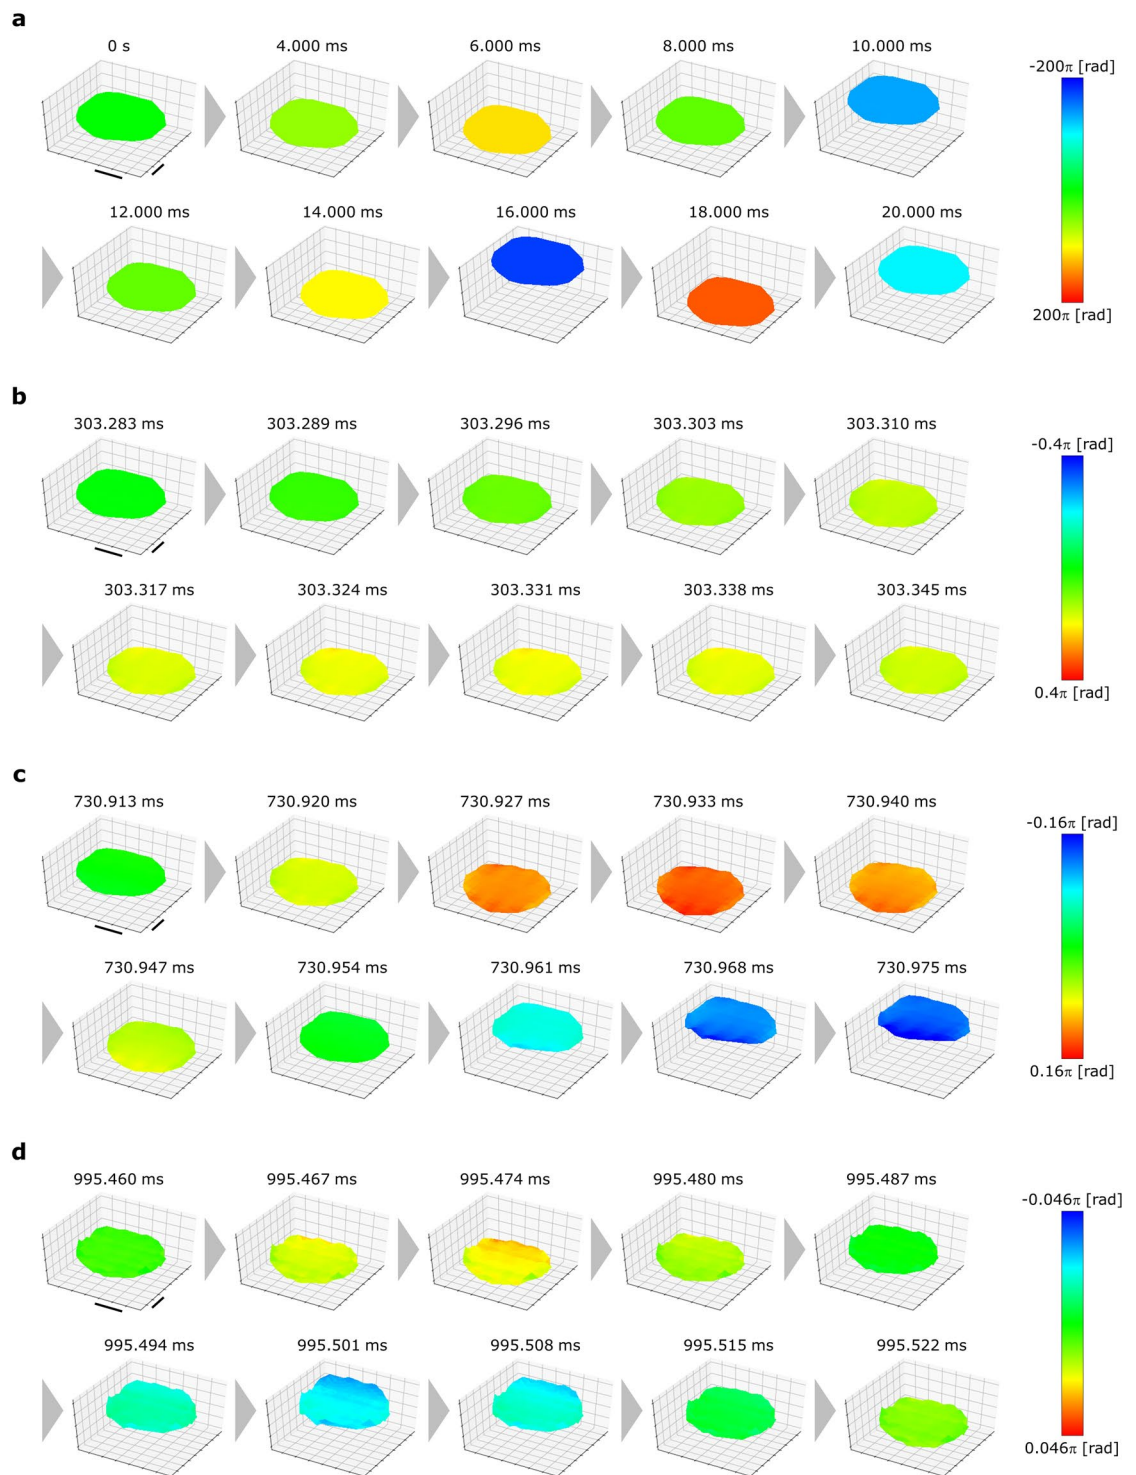 a
0 s 4.000 ms 6.000 ms 8.000 ms 10.000 ms
-200π [rad]
12.000 ms 14.000 ms 16.000 ms 18.000 ms 20.000 ms
200π [rad]
b
303.283 ms 303.289 ms 303.296 ms 303.303 ms 303.310 ms
-0.4π [rad]
303.317 ms 303.324 ms 303.331 ms 303.338 ms 303.345 ms
0.4π [rad]
c
730.913 ms 730.920 ms 730.927 ms 730.933 ms 730.940 ms
-0.16π [rad]
730.947 ms 730.954 ms 730.961 ms 730.968 ms 730.975 ms
0.16π [rad]
d
995.460 ms 995.467 ms 995.474 ms 995.480 ms 995.487 ms
-0.046π [rad]
995.494 ms 995.501 ms 995.508 ms 995.515 ms 995.522 ms
0.046π [rad]